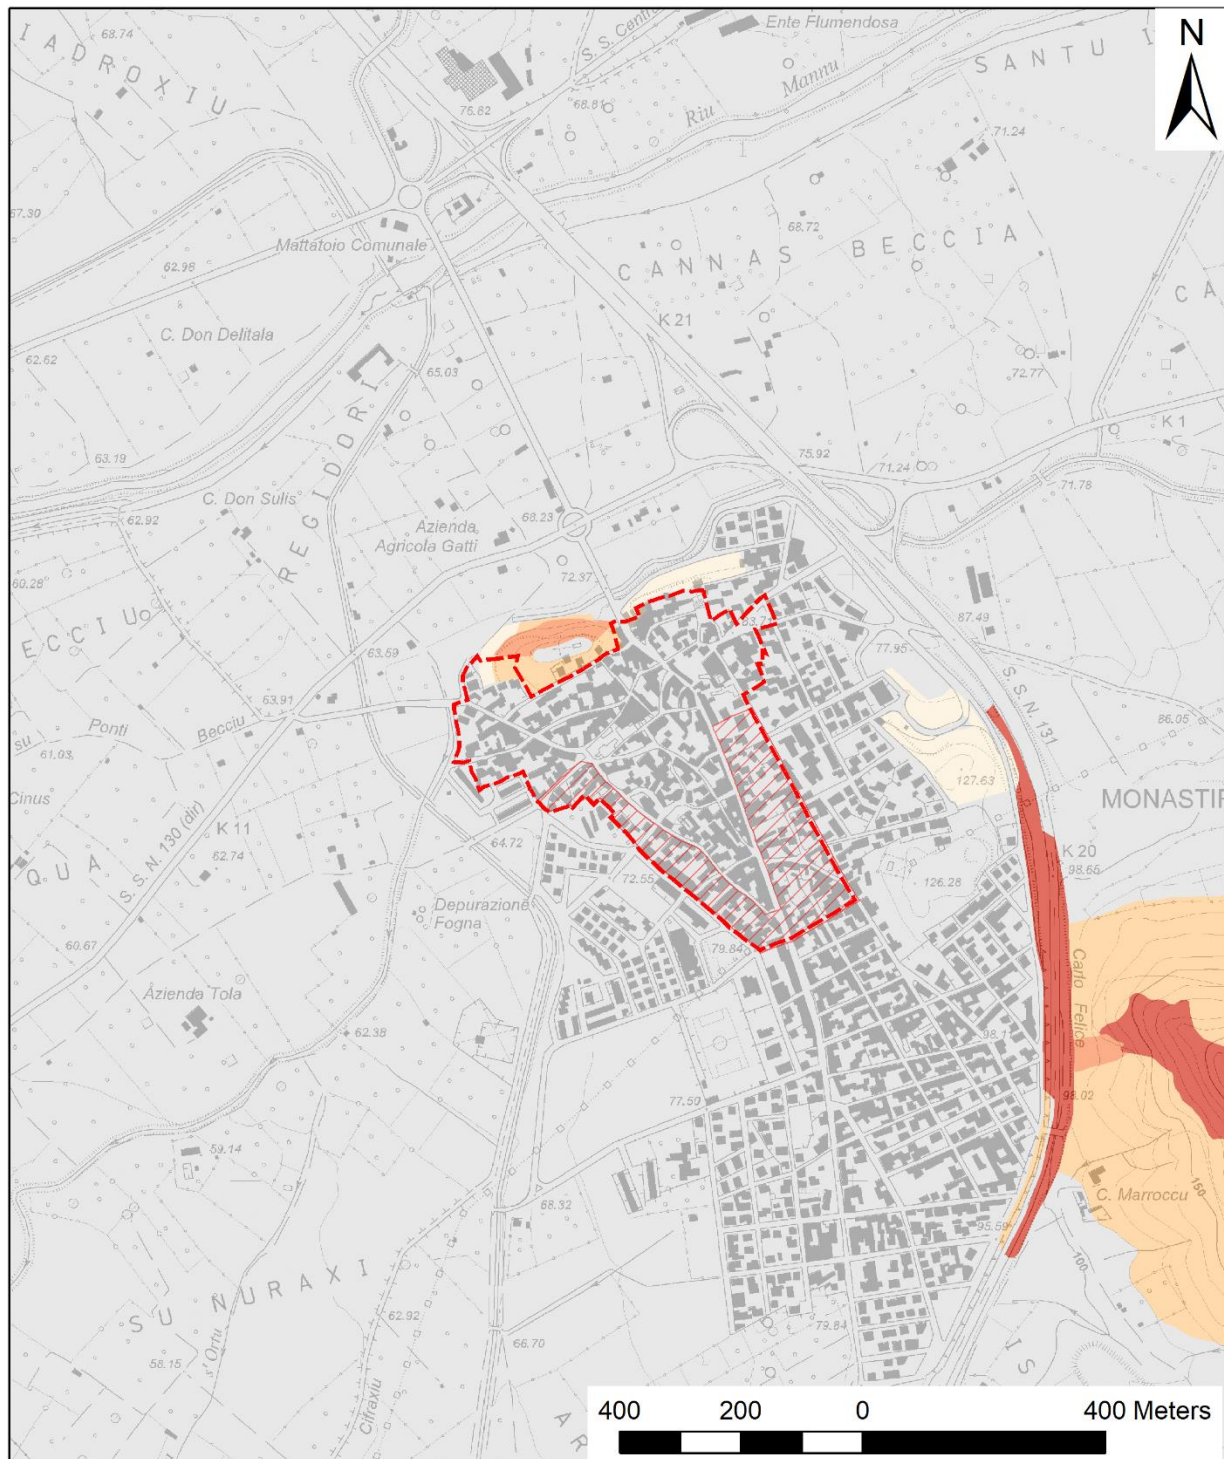 IADROXIU
68.74
Ente Flumendosa
S. S. Centra
N
SANTU I
76.82
68.81
Riu Mannu
71.24
67.30
Mattatoio Comunale
68.72
62.98
CANNAS BECCIA
CA
K 21
C. Don Delitala
62.62
65.03
72.77
K 1
REGIDORI
63.19
75.92
71.24
71.78
C. Don Sulis
62.92
68.23
Azienda
Agricola Gatti
60.28
72.37
ECCIU
87.49
63.59
77.95
S. S. N. 131
63.91
86.05
su Ponti Becciu
61.03
127.63
Cinus
MONASTIR
K 11
S. S. N. 130 (dir)
62.74
64.72
K 20
98.65
QUA
72.55
126.28
Depurazione
Fogna
60.67
79.84
Carlo Felice
Azienda Tola
62.38
98.1
98.02
77.50
59.14
C. Marroccu
150
68.32
95.59
100
SU NURAXI
62.92
79.84
66.70
58.15
s'Ortu
Cifraxiu
IS
AR
400 200 0 400 Meters